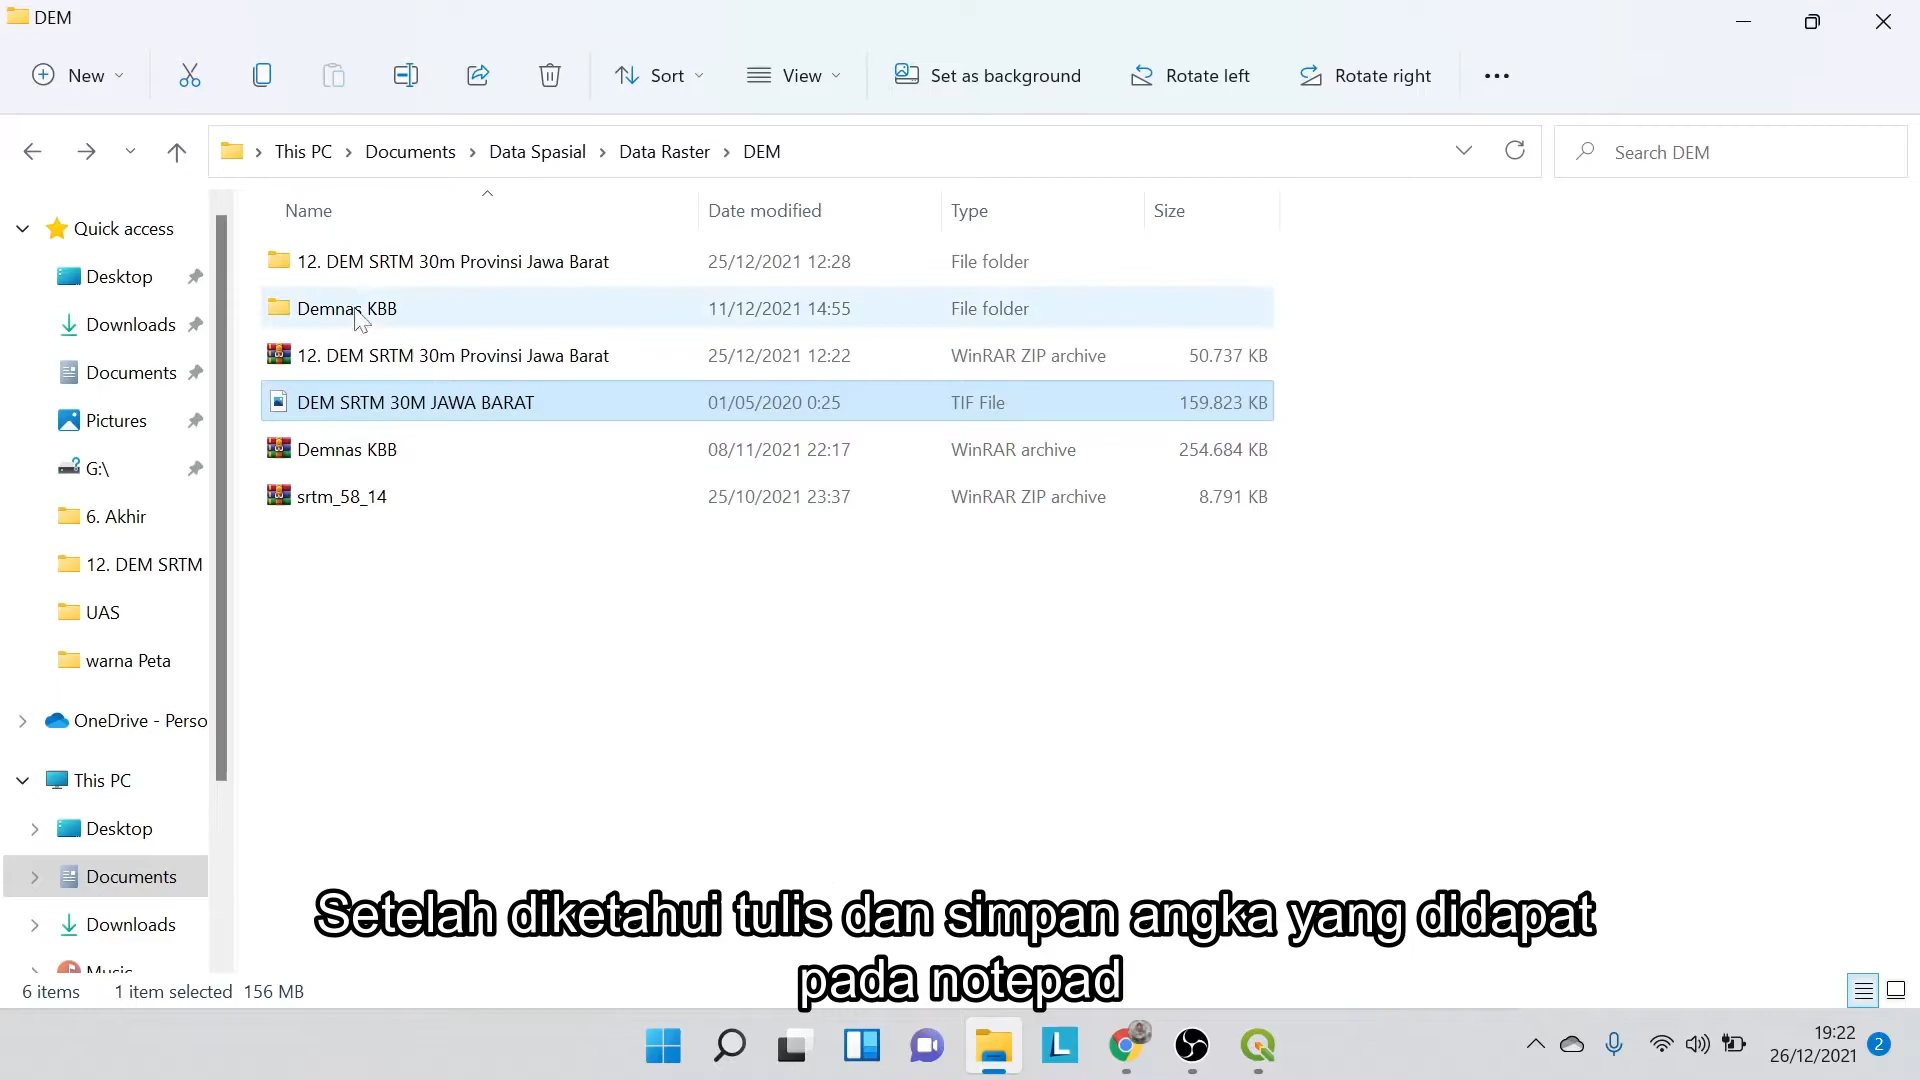 DEM
New
Sort
View
Set as background
Rotate left
Rotate right
This PC
Documents
Data Spasial
Data Raster
DEM
Search DEM
Name
Date modified
Type
Size
Quick access
Desktop
Downloads
Documents
Pictures
G:\
6. Akhir
12. DEM SRTM
UAS
warna Peta
OneDrive - Perso
This PC
Desktop
Documents
Downloads
Music
12. DEM SRTM 30m Provinsi Jawa Barat 25/12/2021 12:28 File folder
Demnas KBB 11/12/2021 14:55 File folder
12. DEM SRTM 30m Provinsi Jawa Barat 25/12/2021 12:22 WinRAR ZIP archive 50.737 KB
DEM SRTM 30M JAWA BARAT 01/05/2020 0:25 TIF File 159.823 KB
Demnas KBB 08/11/2021 22:17 WinRAR archive 254.684 KB
srtm_58_14 25/10/2021 23:37 WinRAR ZIP archive 8.791 KB
Setelah diketahui tulis dan simpan angka yang didapat
pada notepad
6 items 1 item selected 156 MB
L
19:22
26/12/2021
2